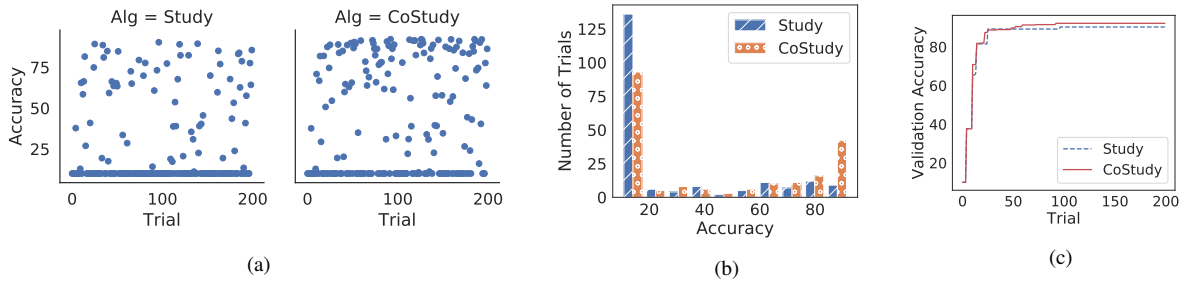 Alg = Study
Alg = CoStudy
Accuracy
75
50
25
0
100
200
0
100
200
Trial
Trial
(a)
Number of Trials
125
100
75
50
25
0
20
40
60
80
Accuracy
Study
CoStudy
(b)
Validation Accuracy
80
60
40
20
0
50
100
150
200
Trial
Study
CoStudy
(c)